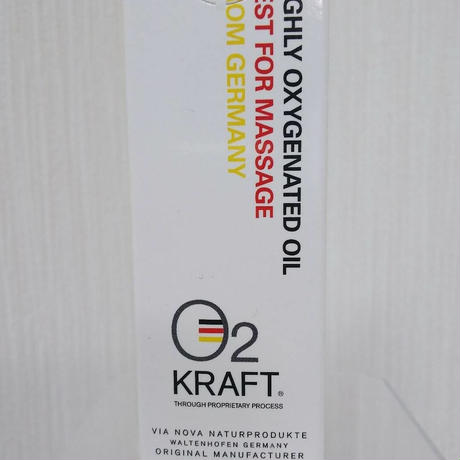 GHLY OXYGENATED OIL
EST FOR MASSAGE
OM GERMANY
O2
KRAFT®
THROUGH PROPRIETARY PROCESS
VIA NOVA NATURPRODUKTE
WALTENHOFEN GERMANY
ORIGINAL MANUFACTURER